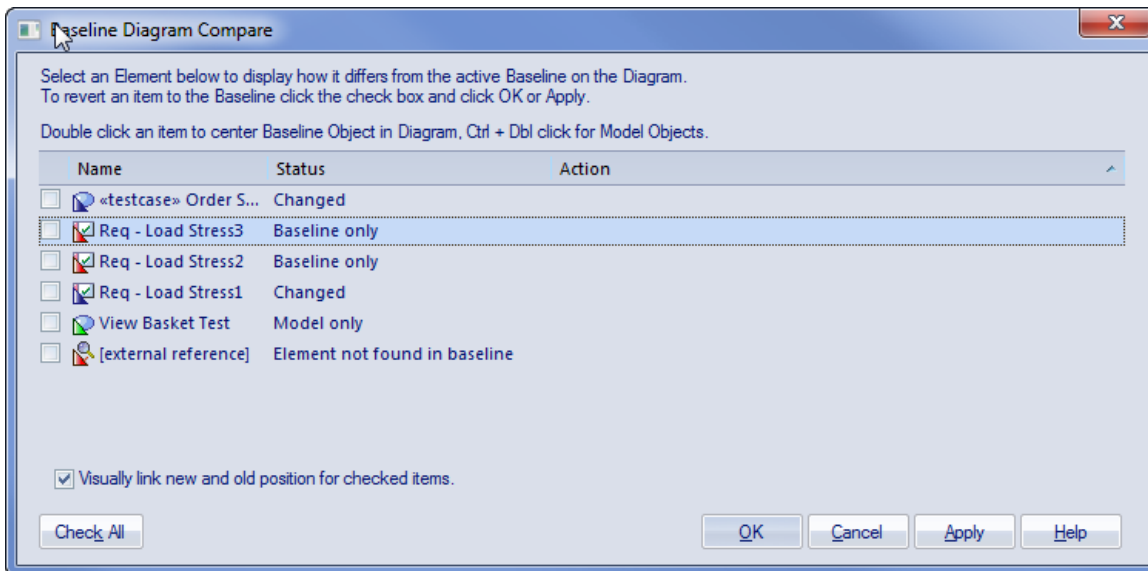 Baseline Diagram Compare
Select an Element below to display how it differs from the active Baseline on the Diagram.
To revert an item to the Baseline click the check box and click OK or Apply.
Double click an item to center Baseline Object in Diagram, Ctrl + Dbl click for Model Objects.
Name Status Action
«testcase» Order S... Changed
Req - Load Stress3 Baseline only
Req - Load Stress2 Baseline only
Req - Load Stress1 Changed
View Basket Test Model only
[external reference] Element not found in baseline
Visually link new and old position for checked items.
Check All OK Cancel Apply Help